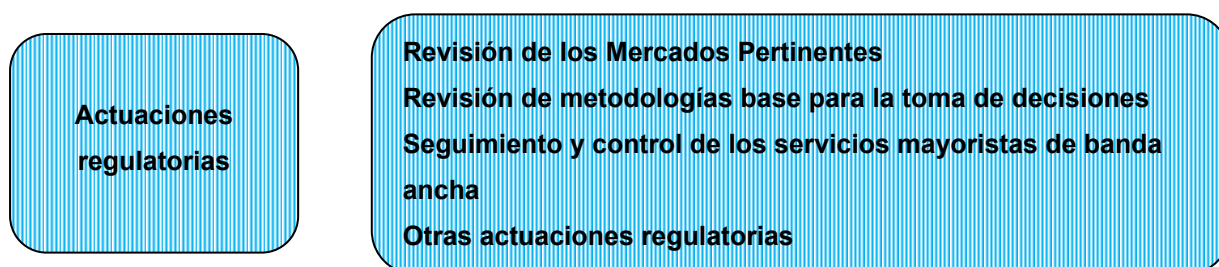 Actuaciones
regulatorias
Revisión de los Mercados Pertinentes
Revisión de metodologías base para la toma de decisiones
Seguimiento y control de los servicios mayoristas de banda
ancha
Otras actuaciones regulatorias